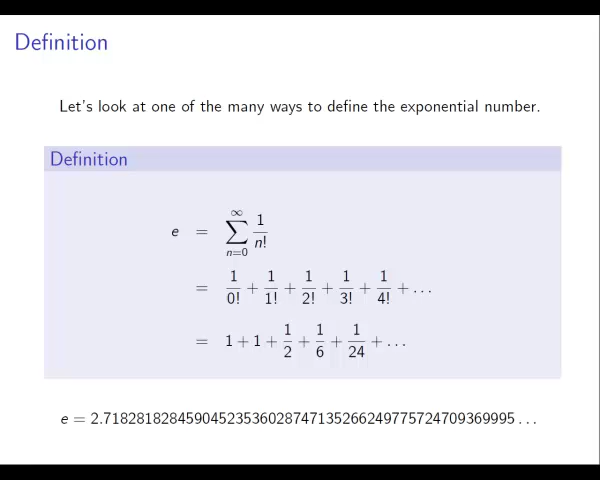 Definition
Let's look at one of the many ways to define the exponential number.
Definition
e = ∑_{n=0}^{∞} 1/n!
= 1/0! + 1/1! + 1/2! + 1/3! + 1/4! + ...
= 1 + 1 + 1/2 + 1/6 + 1/24 + ...
e = 2.71828182845904523536028747135266249775724709369995...